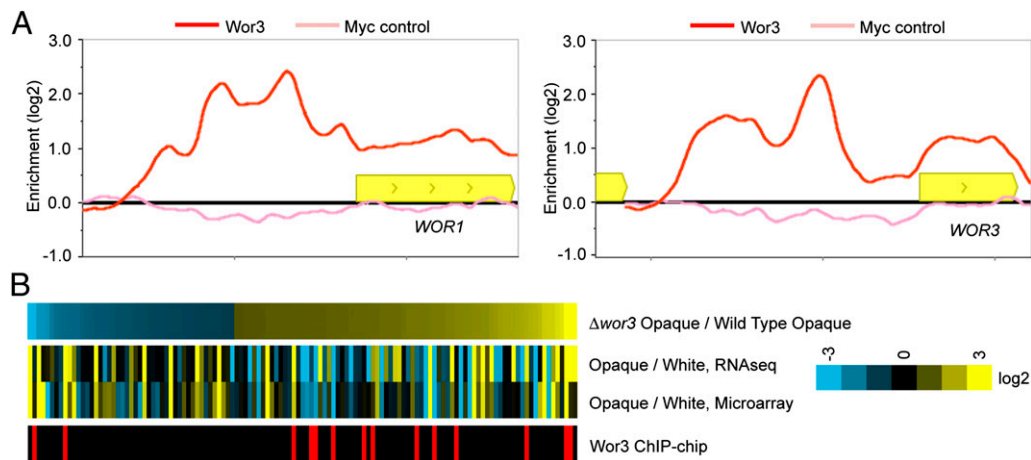 A
Wor3 Myc control
3.0
2.0
1.0
0.0
-1.0
Enrichment (log2)
WOR1
Wor3 Myc control
3.0
2.0
1.0
0.0
-1.0
Enrichment (log2)
WOR3
B
Δwor3 Opaque / Wild Type Opaque
Opaque / White, RNAseq
Opaque / White, Microarray
Wor3 ChIP-chip
-3 0 3
log2